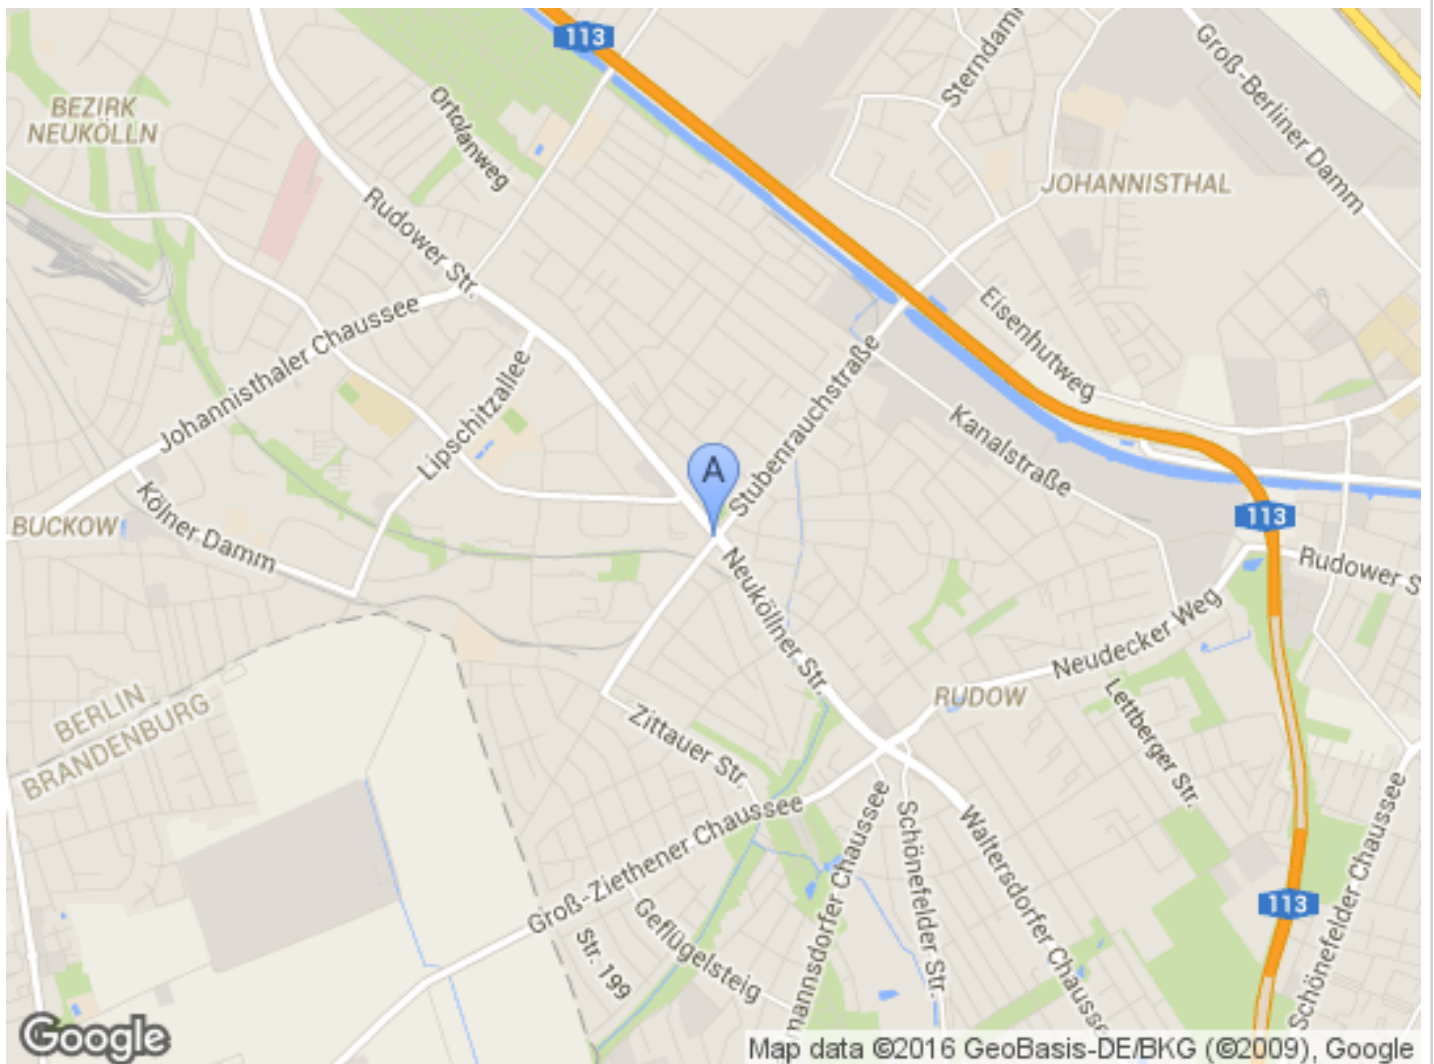 113
Sterndamm
Groß-Berliner Damm
BEZIRK
NEUKÖLLN
Ortolanweg
JOHANNISTHAL
Rudower Str.
Eisenhutweg
Johannisthaler Chaussee
Stubenrauchstraße
Lipschitzallee
Kanalstraße
A
BUCKOW
Kölner Damm
113
Rudower S
Neuköllner Str.
Neudecker Weg
RUDOW
Lettberger Str.
BERLIN
BRANDENBURG
Zittauer Str.
Groß-Ziethener Chaussee
Schönefelder Str.
Waltersdorfer Chausse
mannsdorfer Chaussee
Schönefelder Chaussee
113
Geflügelsteig
Str. 199
Google
Map data ©2016 GeoBasis-DE/BKG (©2009), Google